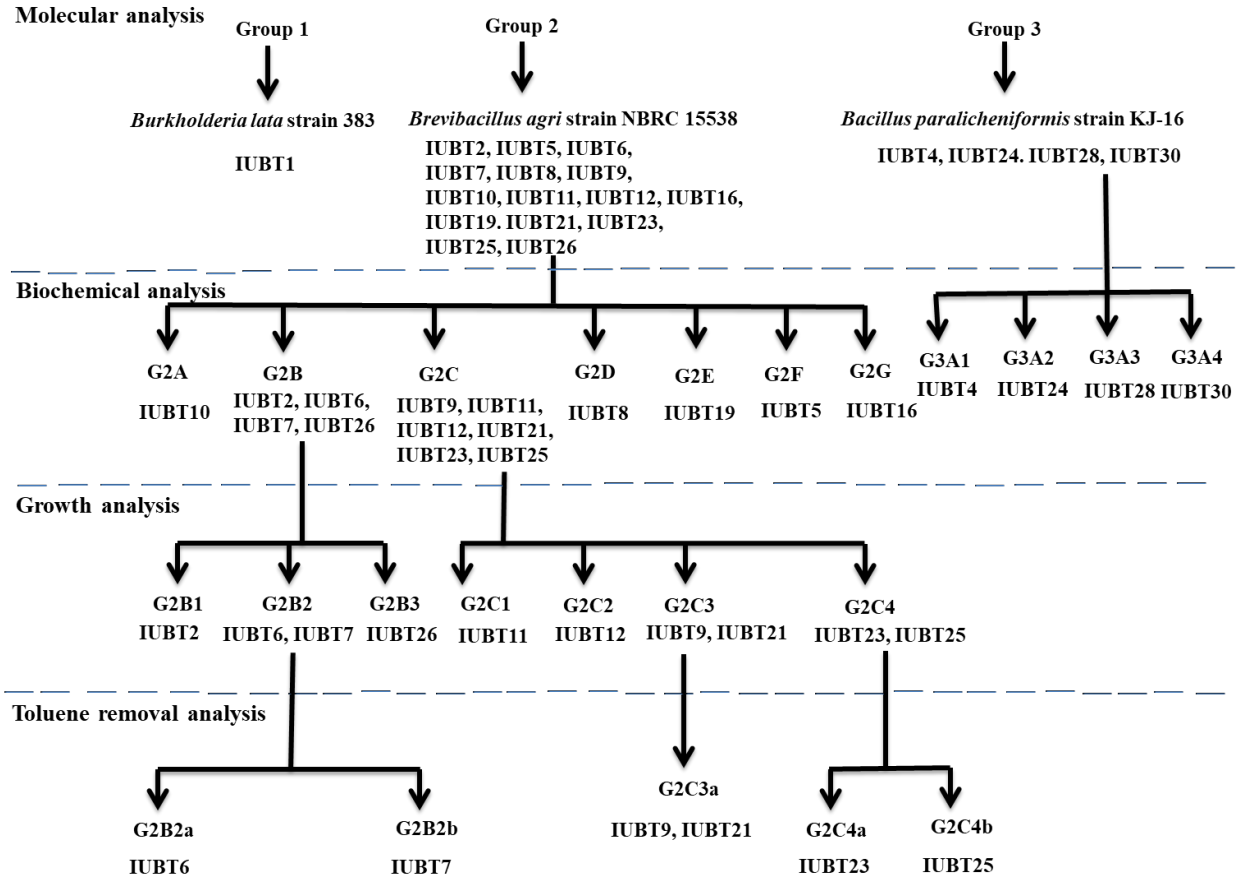 Molecular analysis
Group 1
Group 2
Group 3
Burkholderia lata strain 383
IUBT1
Brevibacillus agri strain NBRC 15538
IUBT2, IUBT5, IUBT6,
IUBT7, IUBT8, IUBT9,
IUBT10, IUBT11, IUBT12, IUBT16,
IUBT19. IUBT21, IUBT23,
IUBT25, IUBT26
Bacillus paralicheniformis strain KJ-16
IUBT4, IUBT24. IUBT28, IUBT30
Biochemical analysis
G2A
IUBT10
G2B
IUBT2, IUBT6,
IUBT7, IUBT26
G2C
IUBT9, IUBT11,
IUBT12, IUBT21,
IUBT23, IUBT25
G2D
IUBT8
G2E
IUBT19
G2F
IUBT5
G2G
IUBT16
G3A1
IUBT4
G3A2
IUBT24
G3A3
IUBT28
G3A4
IUBT30
Growth analysis
G2B1
IUBT2
G2B2
IUBT6, IUBT7
G2B3
IUBT26
G2C1
IUBT11
G2C2
IUBT12
G2C3
IUBT9, IUBT21
G2C4
IUBT23, IUBT25
Toluene removal analysis
G2B2a
IUBT6
G2B2b
IUBT7
G2C3a
IUBT9, IUBT21
G2C4a
IUBT23
G2C4b
IUBT25